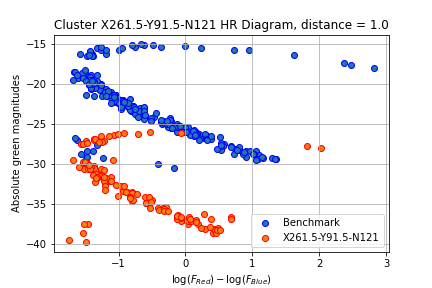 Cluster X261.5-Y91.5-N121 HR Diagram, distance = 1.0
Absolute green magnitudes
−15
−20
−25
−30
−35
−40
−1
0
1
2
3
log(F_Red) − log(F_Blue)
Benchmark
X261.5-Y91.5-N121